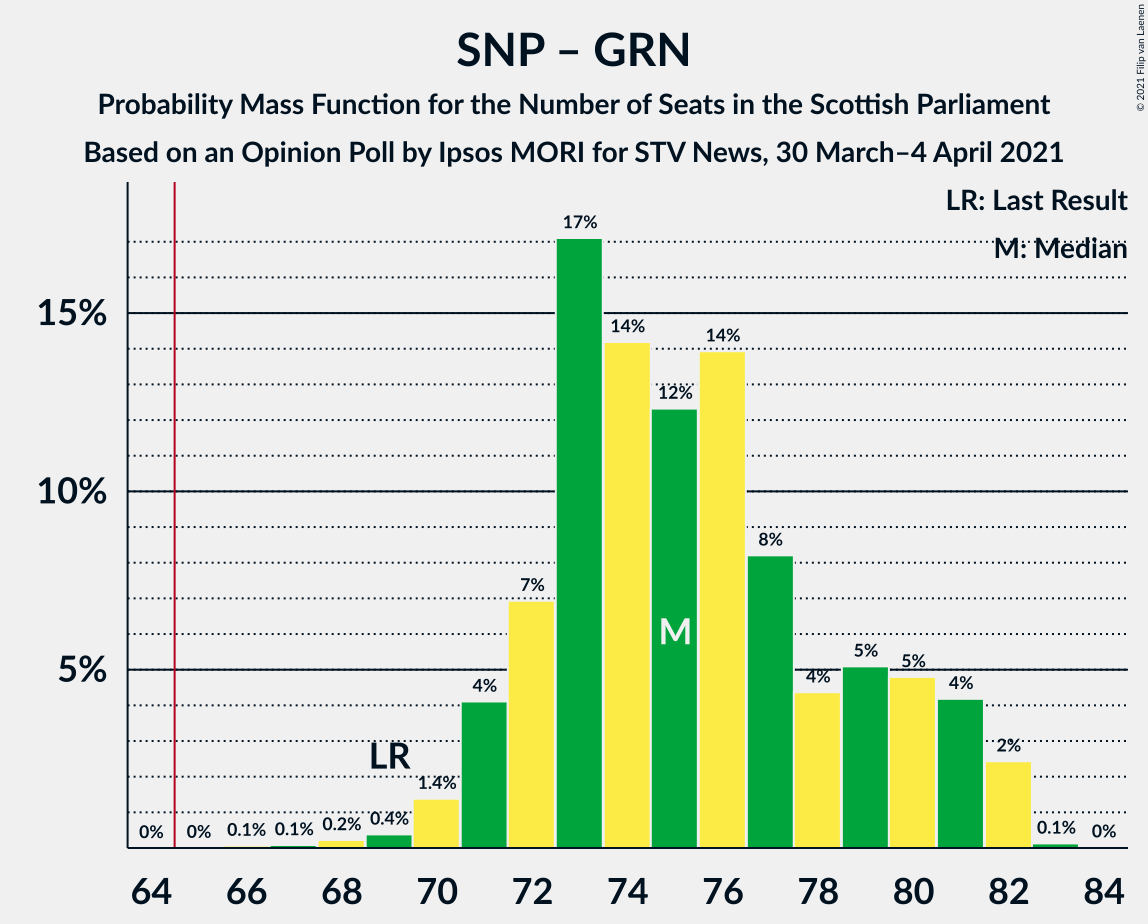 SNP – GRN
Probability Mass Function for the Number of Seats in the Scottish Parliament
Based on an Opinion Poll by Ipsos MORI for STV News, 30 March–4 April 2021
© 2021 Filip van Laenen
LR: Last Result
M: Median
15%
10%
5%
0%
0%
0.1%
0.1%
0.2%
0.4%
1.4%
4%
7%
17%
14%
12%
14%
8%
4%
5%
5%
4%
2%
0.1%
0%
LR
M
64 66 68 70 72 74 76 78 80 82 84